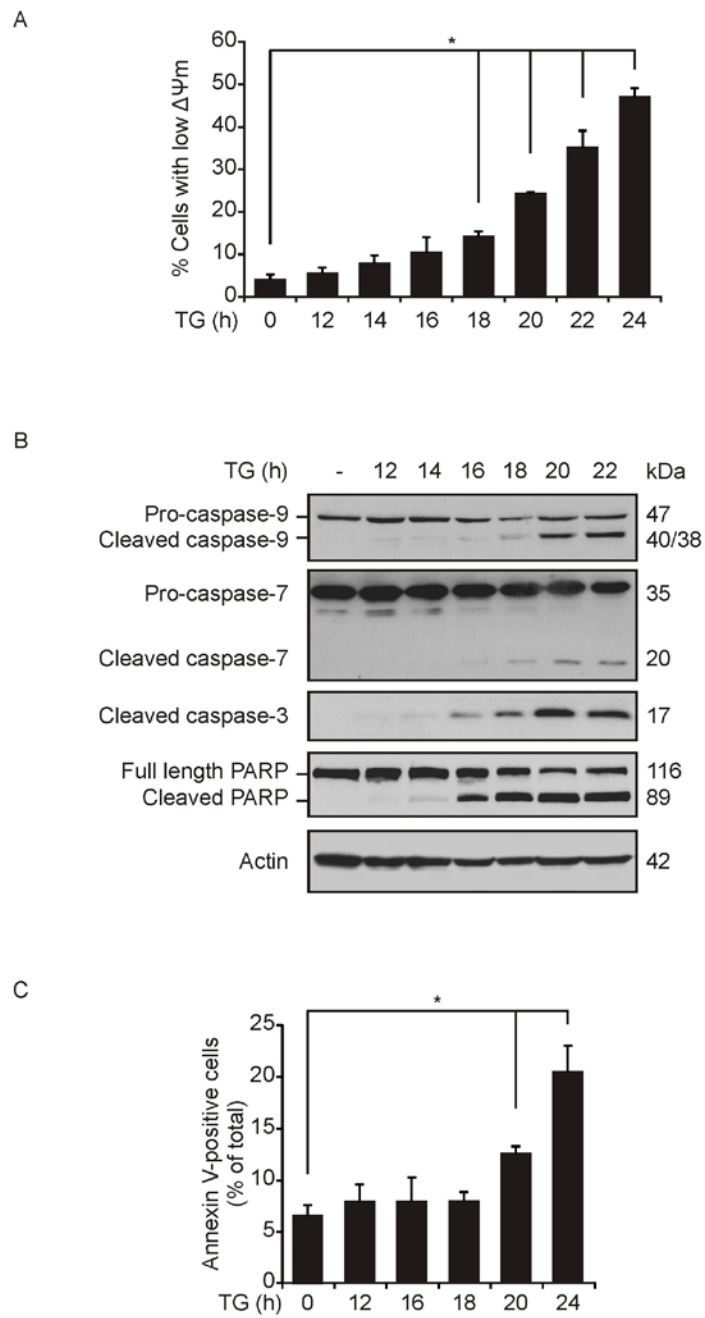 A
% Cells with low ΔΨm
60
50
40
30
20
10
0
*
TG (h) 0 12 14 16 18 20 22 24
B
TG (h) - 12 14 16 18 20 22 kDa
Pro-caspase-9 47
Cleaved caspase-9 40/38
Pro-caspase-7 35
Cleaved caspase-7 20
Cleaved caspase-3 17
Full length PARP 116
Cleaved PARP 89
Actin 42
C
Annexin V-positive cells
(% of total)
25
20
15
10
5
0
*
TG (h) 0 12 16 18 20 24